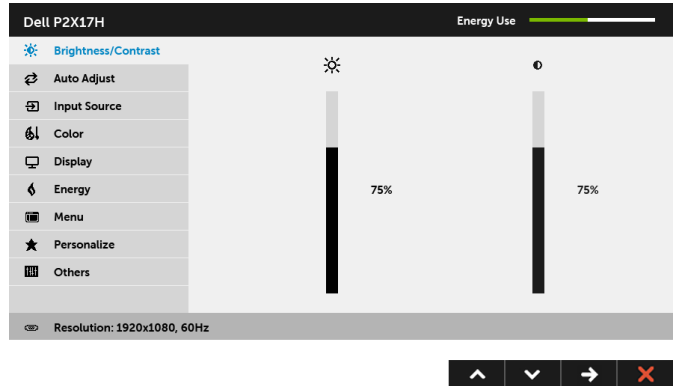 Dell P2X17H
Energy Use
Brightness/Contrast
Auto Adjust
Input Source
Color
Display
Energy
Menu
Personalize
Others
75%
75%
Resolution: 1920x1080, 60Hz